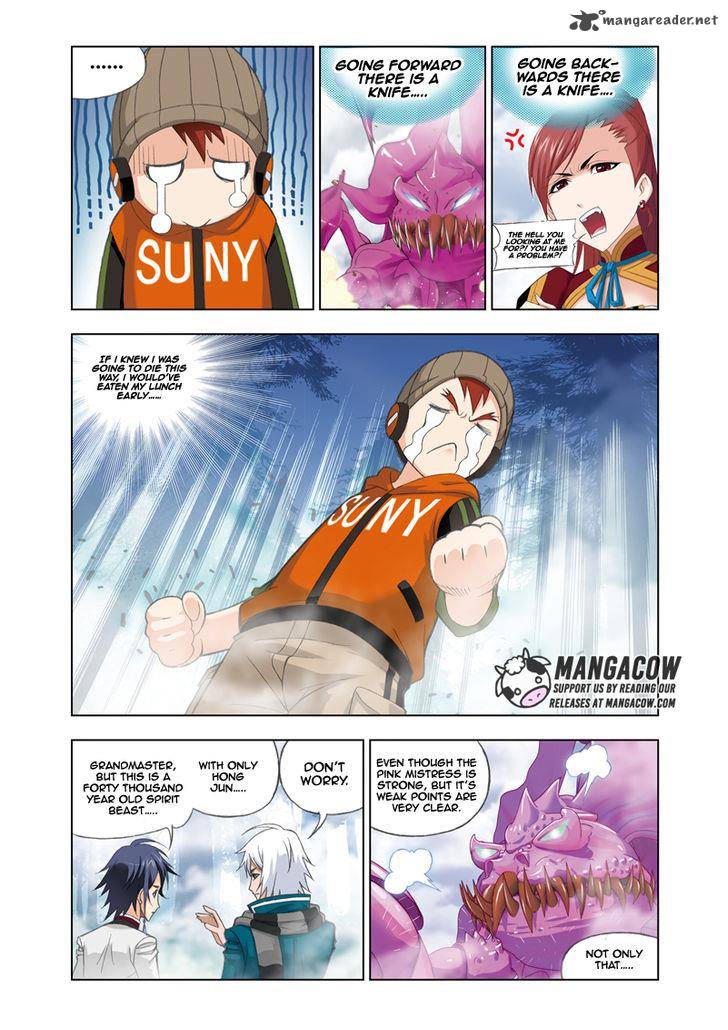 mangareader.net
......
GOING FORWARD
THERE IS A
KNIFE.....
GOING BACK-
WARDS THERE
IS A KNIFE....
THE HELL YOU
LOOKING AT ME
FOR?! YOU HAVE
A PROBLEM?!
SUNY
IF I KNEW I WAS
GOING TO DIE THIS
WAY, I WOULD'VE
EATEN MY LUNCH
EARLY.....
SUNY
MANGACOW
SUPPORT US BY READING OUR
RELEASES AT MANGACOW.COM
GRANDMASTER,
BUT THIS IS A
FORTY THOUSAND
YEAR OLD SPIRIT
BEAST....
WITH ONLY
HONG
JUN.....
DON'T
WORRY.
EVEN THOUGH THE
PINK MISTRESS IS
STRONG, BUT IT'S
WEAK POINTS ARE
VERY CLEAR.
NOT ONLY
THAT.....